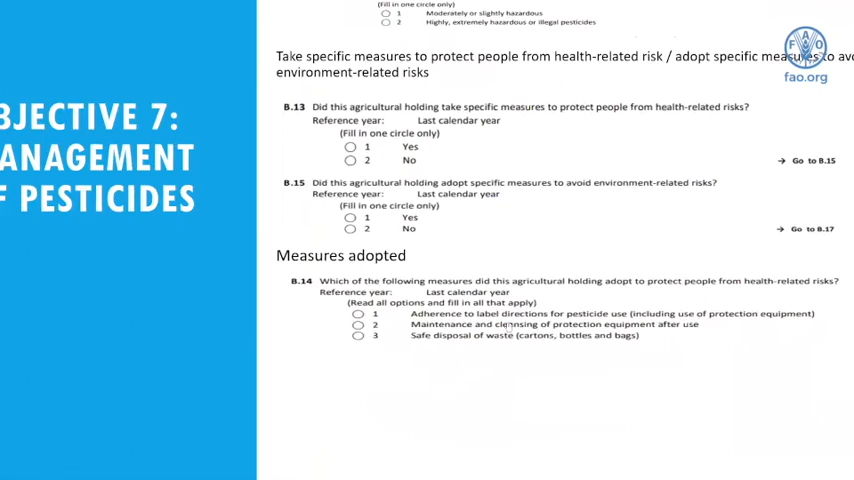 (Fill in one circle only)
1 Moderately or slightly hazardous
2 Highly, extremely hazardous or illegal pesticides
FAO
fao.org
Take specific measures to protect people from health-related risk / adopt specific measures to avo
environment-related risks
BJECTIVE 7:
ANAGEMENT
F PESTICIDES
B.13 Did this agricultural holding take specific measures to protect people from health-related risks?
Reference year: Last calendar year
(Fill in one circle only)
1 Yes
2 No → Go to B.15
B.15 Did this agricultural holding adopt specific measures to avoid environment-related risks?
Reference year: Last calendar year
(Fill in one circle only)
1 Yes
2 No → Go to B.17
Measures adopted
B.14 Which of the following measures did this agricultural holding adopt to protect people from health-related risks?
Reference year: Last calendar year
(Read all options and fill in all that apply)
1 Adherence to label directions for pesticide use (including use of protection equipment)
2 Maintenance and cleansing of protection equipment after use
3 Safe disposal of waste (cartons, bottles and bags)